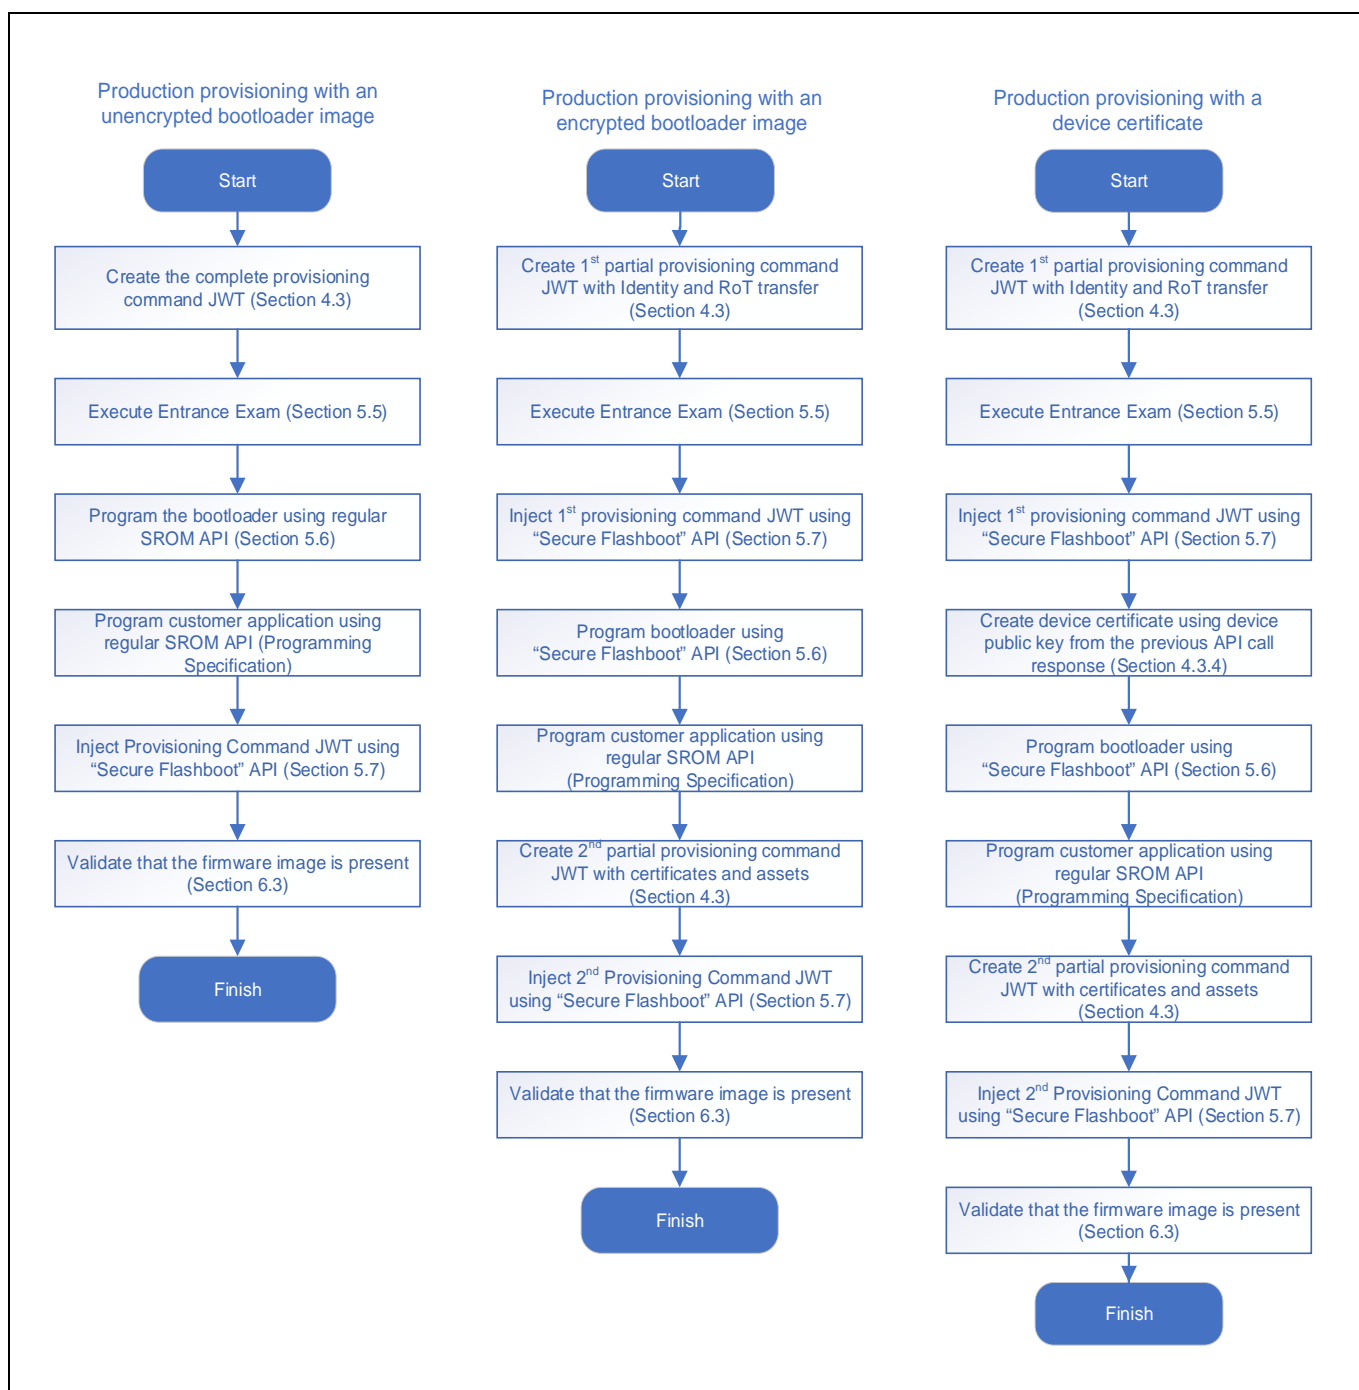 Production provisioning with an
unencrypted bootloader image
Start
Create the complete provisioning
command JWT (Section 4.3)
Execute Entrance Exam (Section 5.5)
Program the bootloader using regular
SROM API (Section 5.6)
Program customer application using
regular SROM API (Programming
Specification)
Inject Provisioning Command JWT using
“Secure Flashboot” API (Section 5.7)
Validate that the firmware image is present
(Section 6.3)
Finish
Production provisioning with an
encrypted bootloader image
Start
Create 1st partial provisioning command
JWT with Identity and RoT transfer
(Section 4.3)
Execute Entrance Exam (Section 5.5)
Inject 1st provisioning command JWT using
“Secure Flashboot” API (Section 5.7)
Program bootloader using
“Secure Flashboot” API (Section 5.6)
Program customer application using
regular SROM API
(Programming Specification)
Create 2nd partial provisioning command
JWT with certificates and assets
(Section 4.3)
Inject 2nd Provisioning Command JWT
using “Secure Flashboot” API (Section 5.7)
Validate that the firmware image is present
(Section 6.3)
Finish
Production provisioning with a
device certificate
Start
Create 1st partial provisioning command
JWT with Identity and RoT transfer
(Section 4.3)
Execute Entrance Exam (Section 5.5)
Inject 1st provisioning command JWT using
“Secure Flashboot” API (Section 5.7)
Create device certificate using device
public key from the previous API call
response (Section 4.3.4)
Program bootloader using
“Secure Flashboot” API (Section 5.6)
Program customer application using
regular SROM API
(Programming Specification)
Create 2nd partial provisioning command
JWT with certificates and assets
(Section 4.3)
Inject 2nd Provisioning Command JWT
using “Secure Flashboot” API (Section 5.7)
Validate that the firmware image is present
(Section 6.3)
Finish